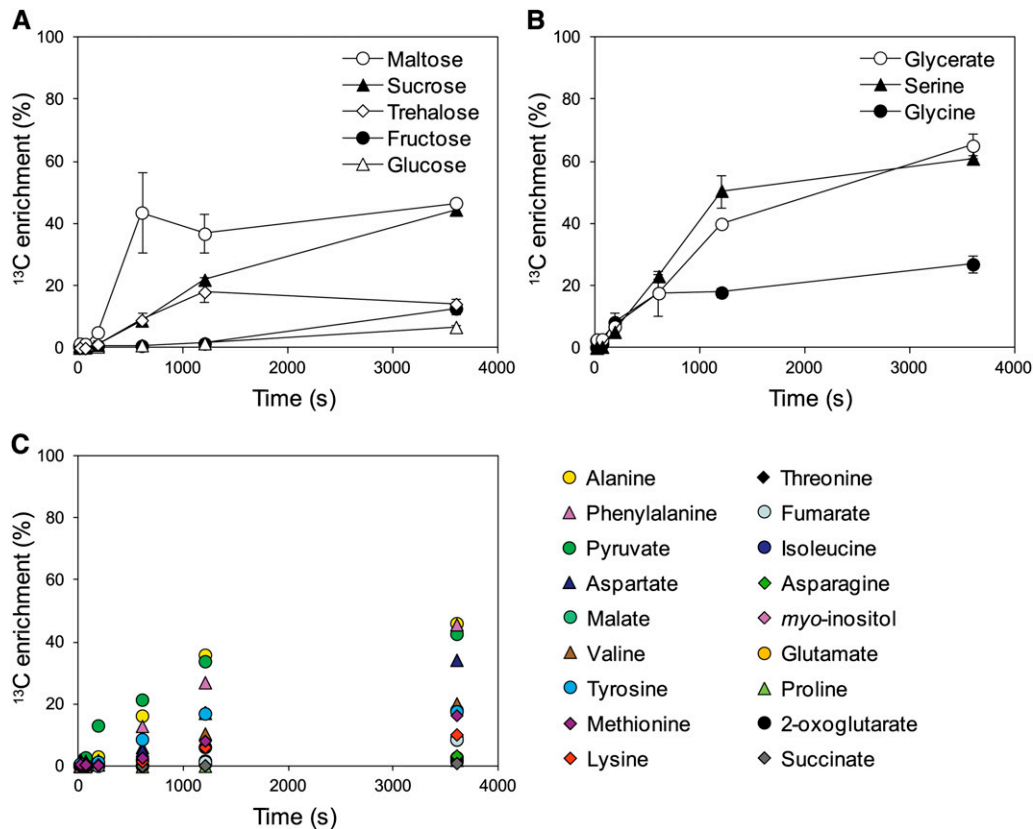 A
100
80
60
40
20
0
¹³C enrichment (%)
0 1000 2000 3000 4000
Time (s)
Maltose
Sucrose
Trehalose
Fructose
Glucose
B
100
80
60
40
20
0
¹³C enrichment (%)
0 1000 2000 3000 4000
Time (s)
Glycerate
Serine
Glycine
C
100
80
60
40
20
0
¹³C enrichment (%)
0 1000 2000 3000 4000
Time (s)
Alanine
Phenylalanine
Pyruvate
Aspartate
Malate
Valine
Tyrosine
Methionine
Lysine
Threonine
Fumarate
Isoleucine
Asparagine
myo-inositol
Glutamate
Proline
2-oxoglutarate
Succinate